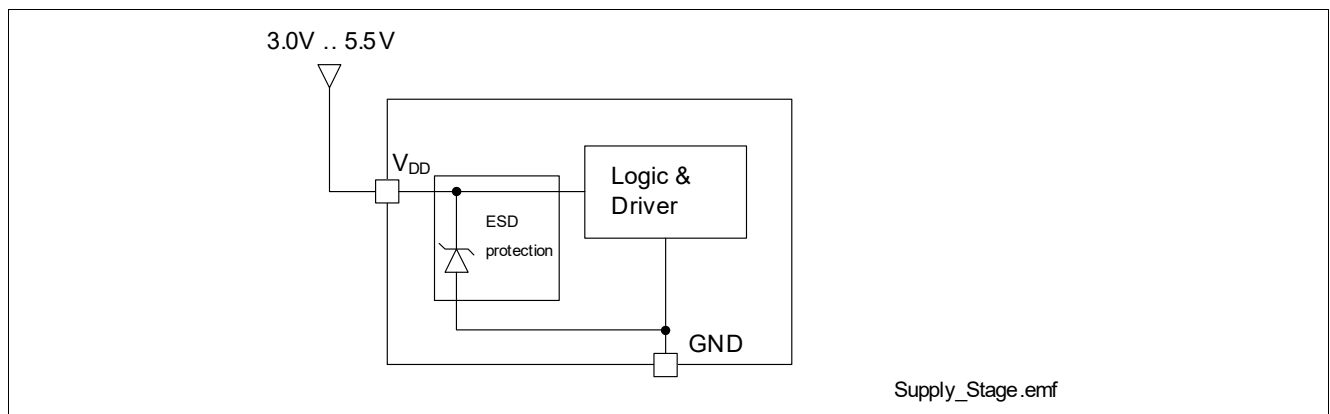 3.0V .. 5.5V
VDD
Logic &
Driver
ESD
protection
GND
Supply_Stage.emf